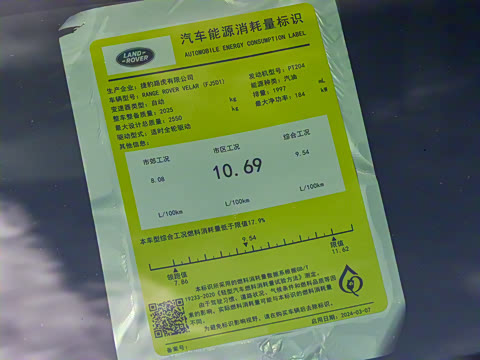 LAND ROVER
汽车能源消耗量标识
AUTOMOBILE ENERGY CONSUMPTION LABEL
生产企业：捷豹路虎有限公司
车辆型号：RANGE ROVER VELAR (FJ5D1) 发动机型号：PT204
变速器类型：自动 能源种类：汽油
整车整备质量：2025 kg 排量：1997 mL
最大设计总质量：2550 kg 最大净功率：184 kW
驱动型式：适时全轮驱动
其他信息：
市郊工况 市区工况 综合工况
8.08 10.69 9.54
L/100km L/100km L/100km
本车型综合工况燃料消耗量低于限值17.9%
9.54
领跑值 限值
7.86 11.62
本标识所采用的燃料消耗量数据系根据GB/T
19233-2020《轻型汽车燃料消耗量试验方法》测定。
由于驾驶习惯、道路状况、气候条件和燃料品质等因
素的影响，实际燃料消耗量可能与本标识的燃料消耗量
不同。
为避免标识影响视野，请在购买车辆后去除标识。
备案号： 启用日期：2024-03-07